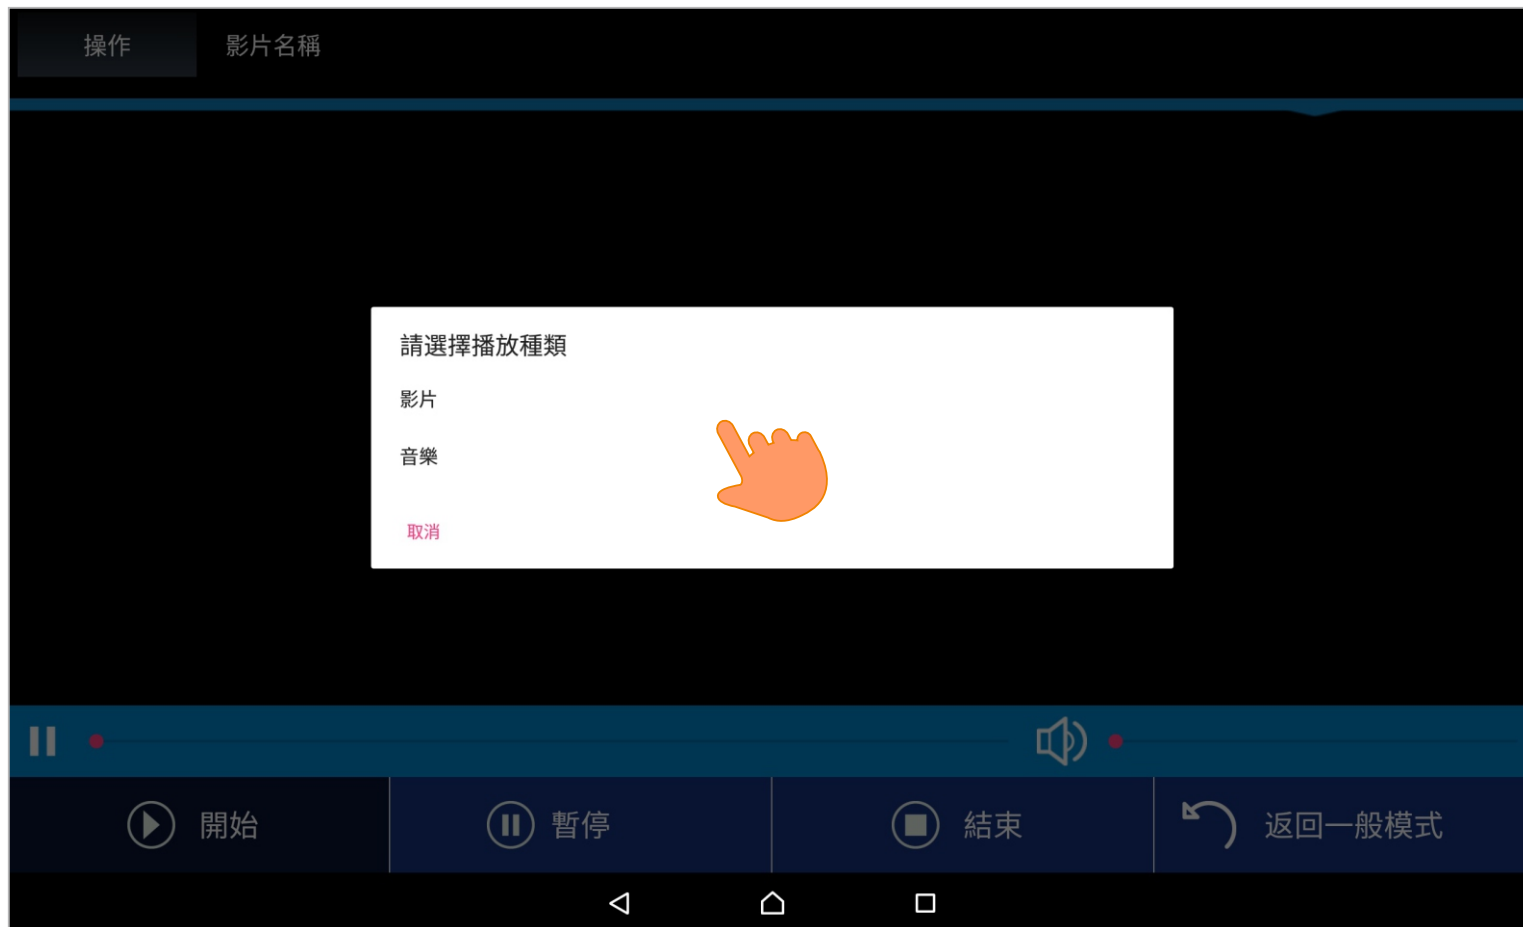 操作 影片名稱
請選擇播放種類
影片
音樂
取消
開始 暫停 結束 返回一般模式